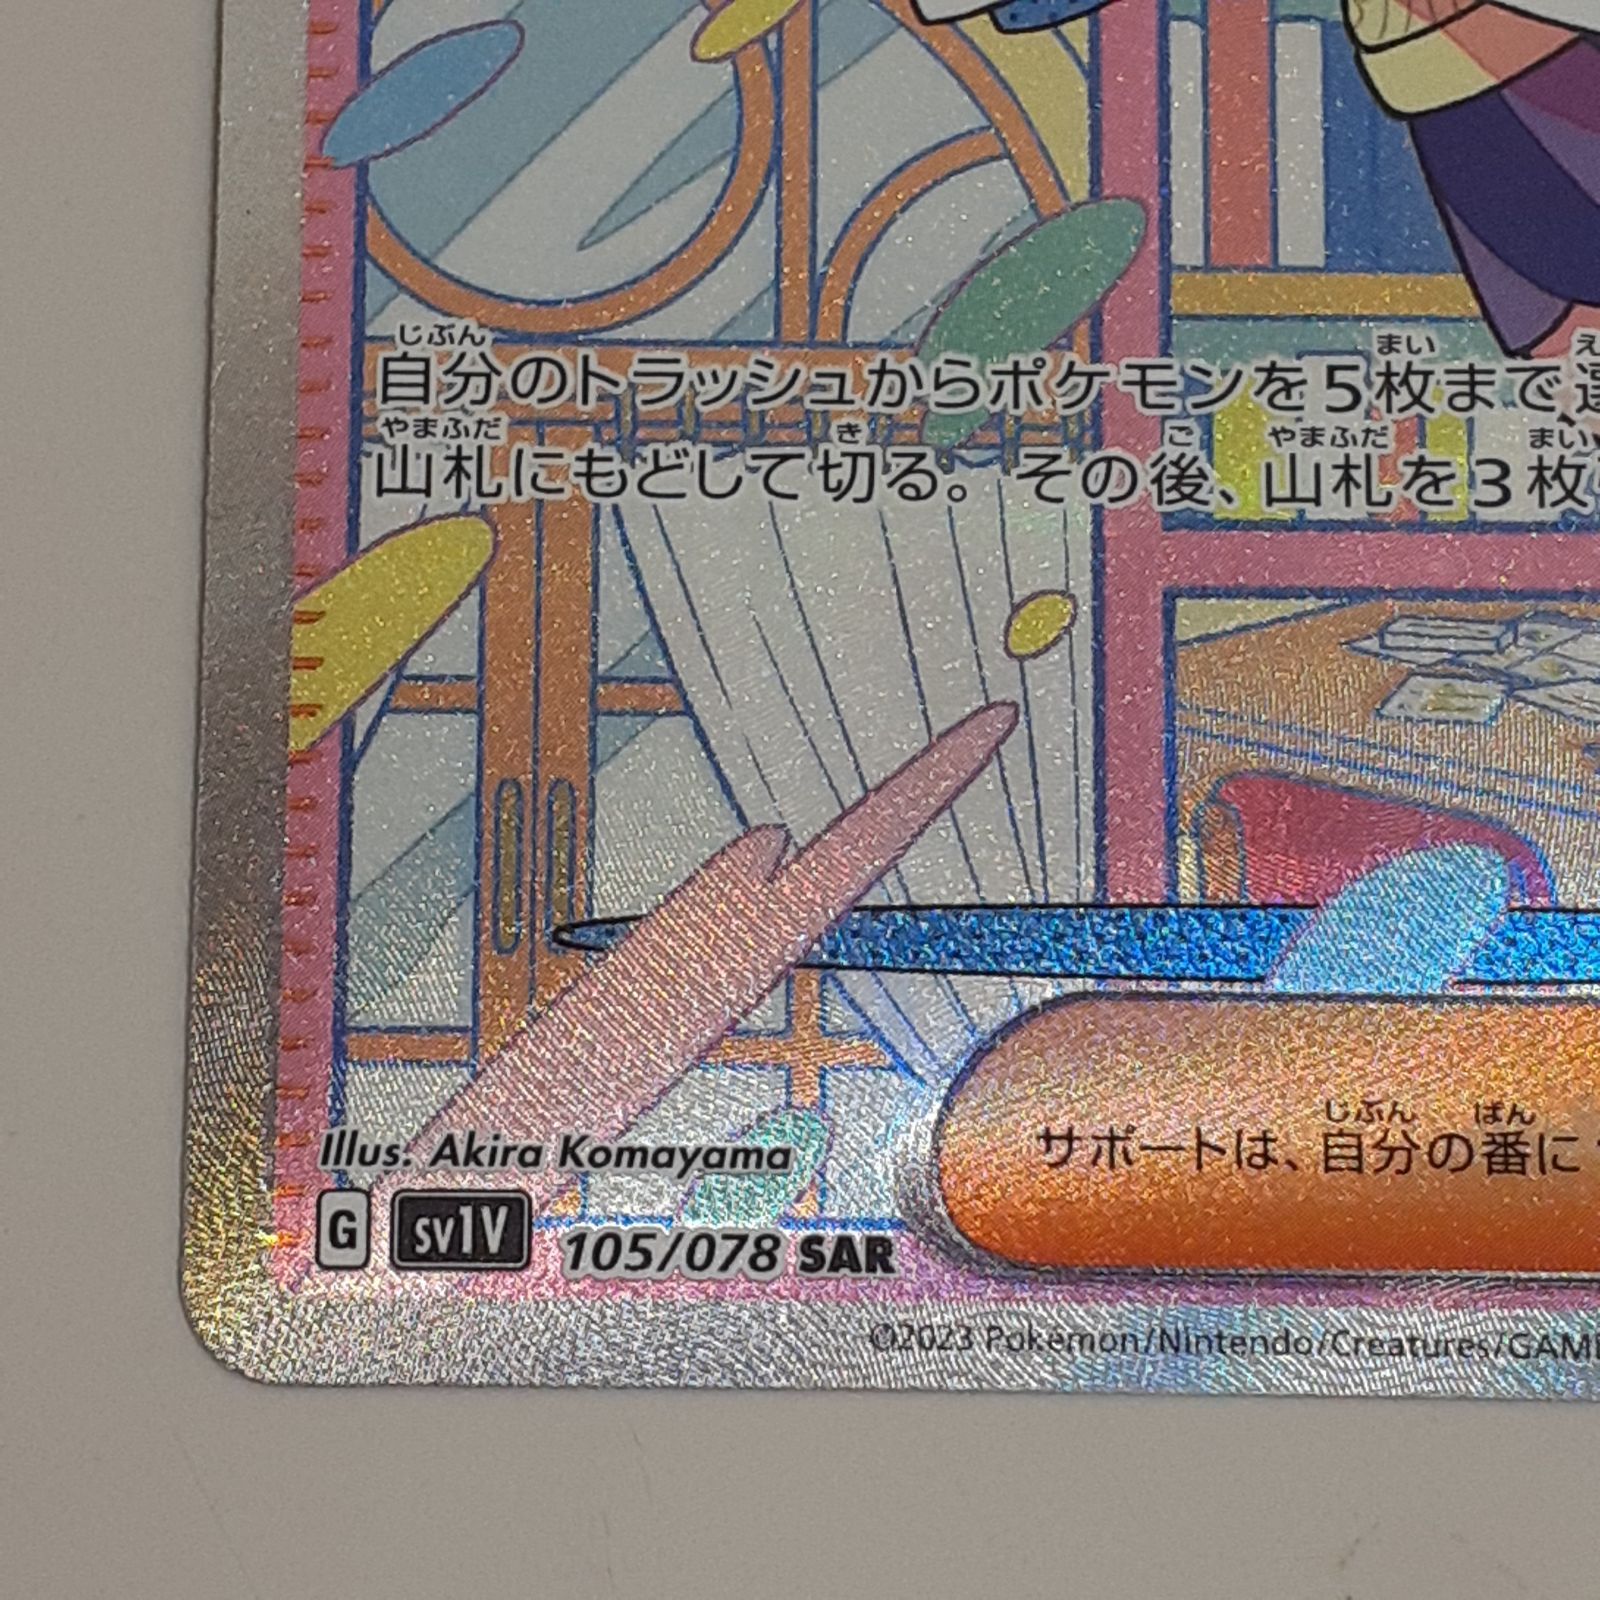 じぶん まい
自分のトラッシュからポケモンを5枚まで
やまふだ き ご やまふだ まい
山札にもどして切る。その後、山札を3枚
じぶん ばん
サポートは、自分の番に
Illus. Akira Komayama
G SV1V 105/078 SAR
©2023 Pokémon/Nintendo/Creatures/GAME